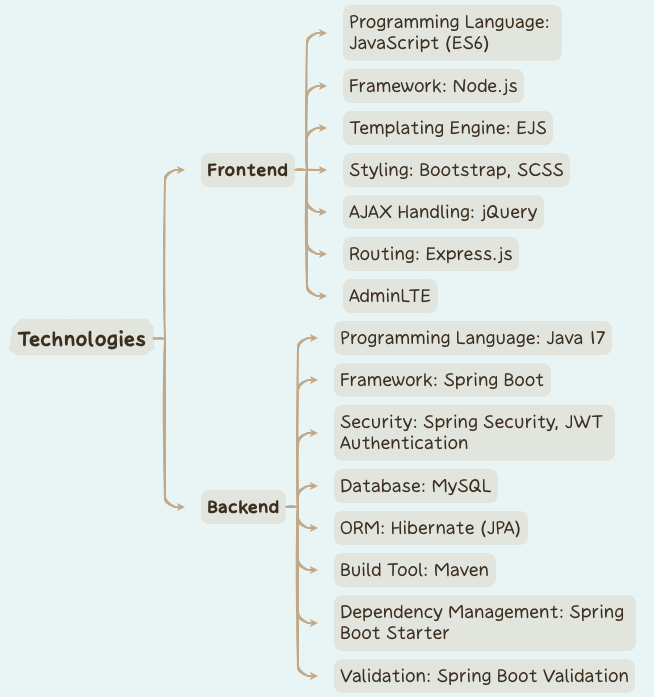 Technologies
Frontend
Programming Language:
JavaScript (ES6)
Framework: Node.js
Templating Engine: EJS
Styling: Bootstrap, SCSS
AJAX Handling: jQuery
Routing: Express.js
AdminLTE
Backend
Programming Language: Java 17
Framework: Spring Boot
Security: Spring Security, JWT
Authentication
Database: MySQL
ORM: Hibernate (JPA)
Build Tool: Maven
Dependency Management: Spring
Boot Starter
Validation: Spring Boot Validation